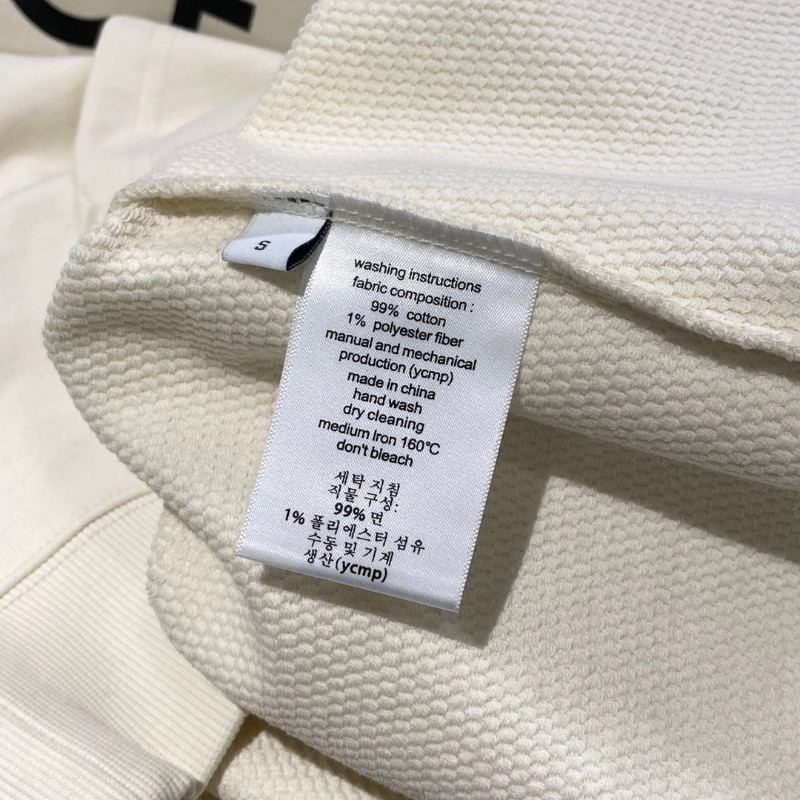 S
washing instructions
fabric composition :
99% cotton
1% polyester fiber
manual and mechanical
production (ycmp)
made in china
hand wash
dry cleaning
medium Iron 160℃
don't bleach
세탁 지침
직물 구성:
99% 면
1% 폴리에스터 섬유
수동 및 기계
생산(ycmp)